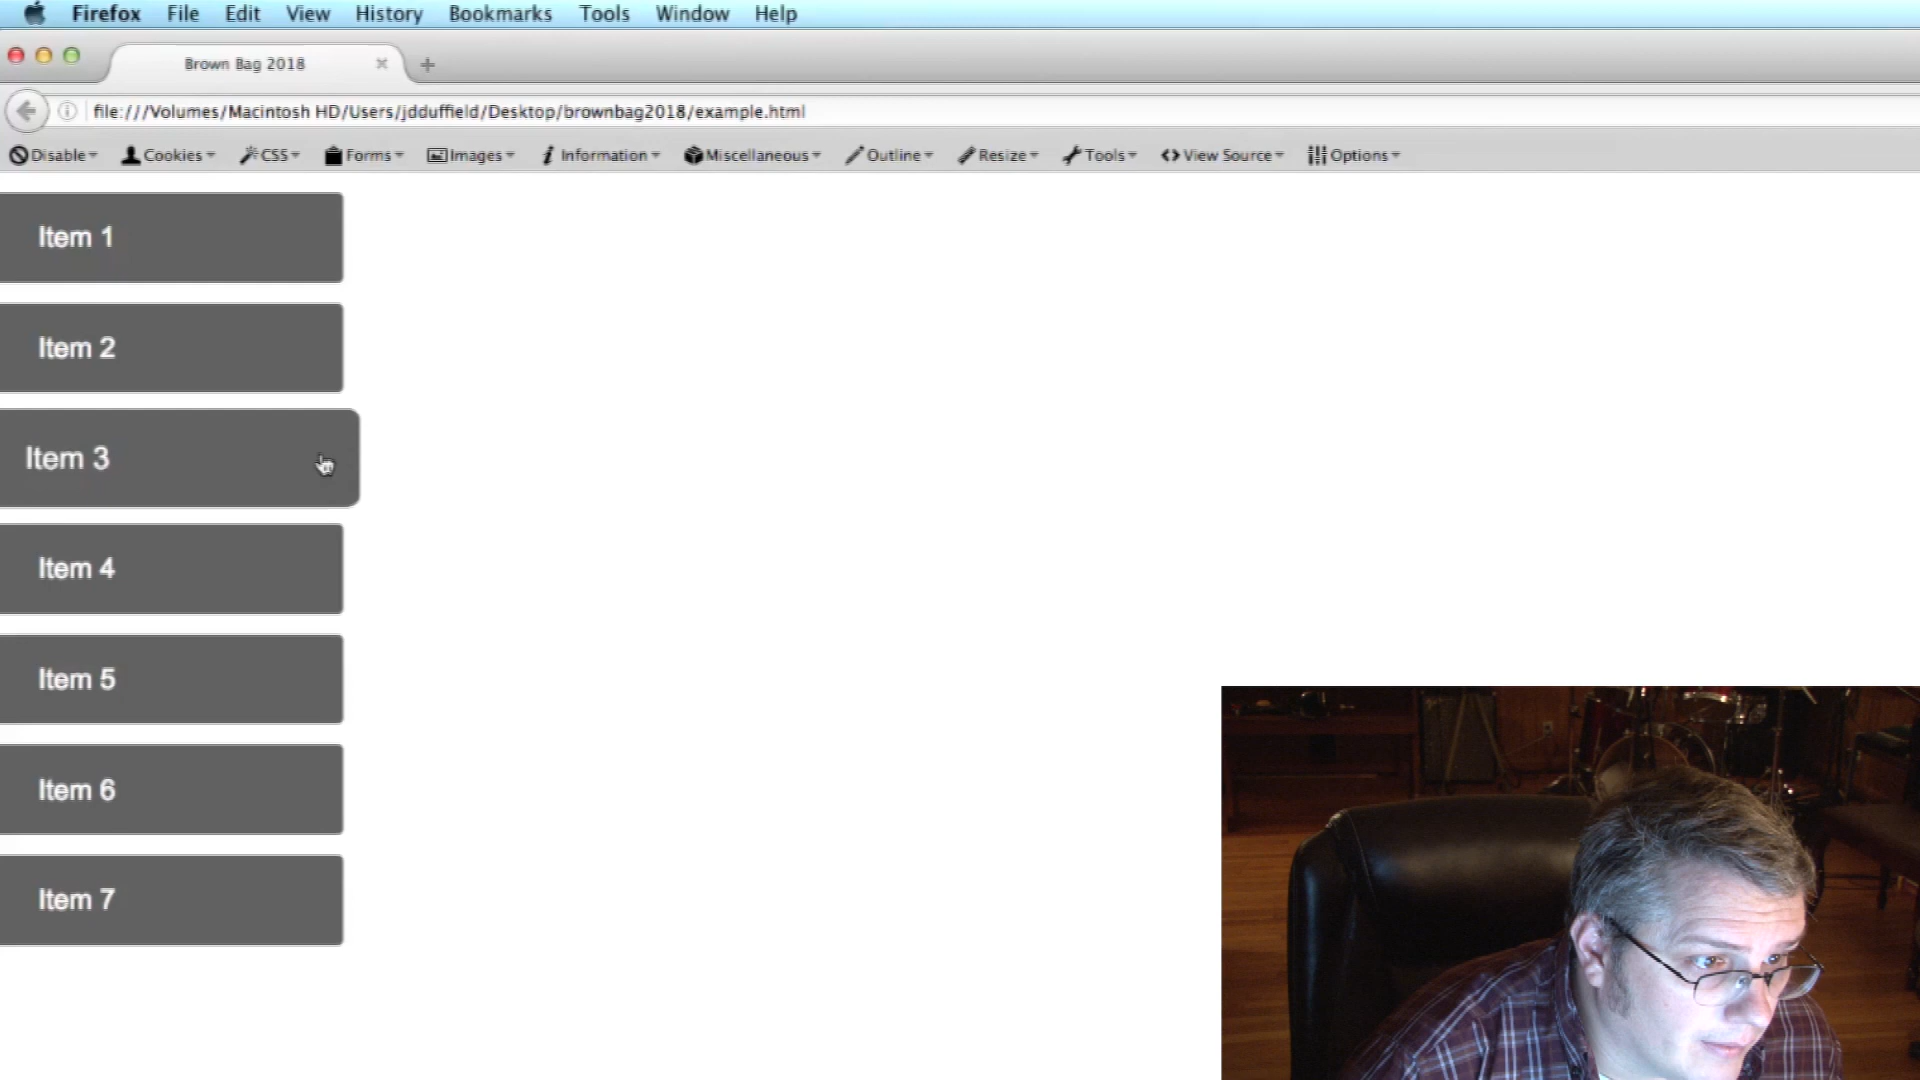 Firefox File Edit View History Bookmarks Tools Window Help
Brown Bag 2018
file:///Volumes/Macintosh HD/Users/jdduffield/Desktop/brownbag2018/example.html
Disable Cookies CSS Forms Images Information Miscellaneous Outline Resize Tools View Source Options
Item 1
Item 2
Item 3
Item 4
Item 5
Item 6
Item 7